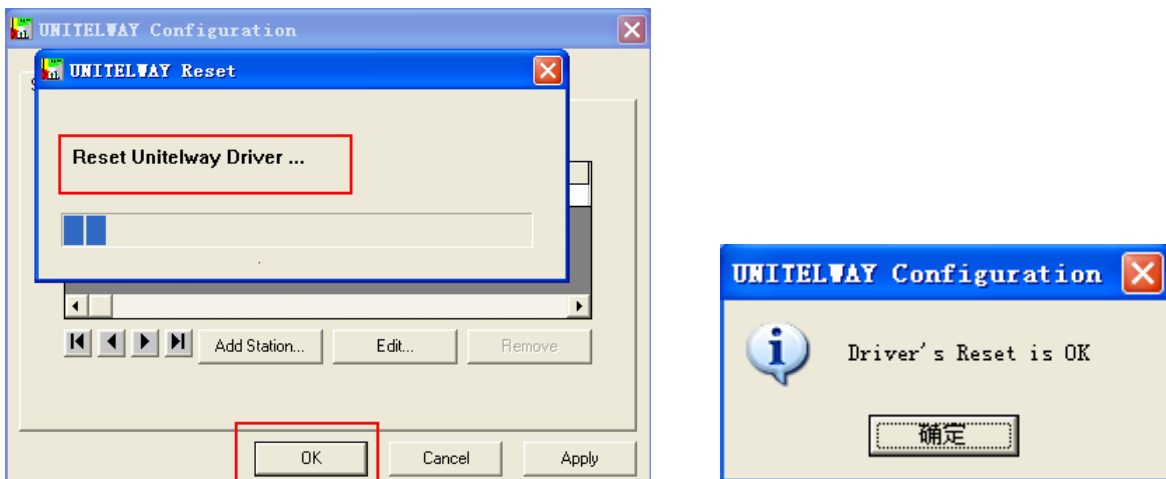 UNITELWAY Configuration
UNITELWAY Reset
Reset Unitelway Driver ...
Add Station...
Edit...
Remove
OK
Cancel
Apply
UNITELWAY Configuration
Driver's Reset is OK
确定